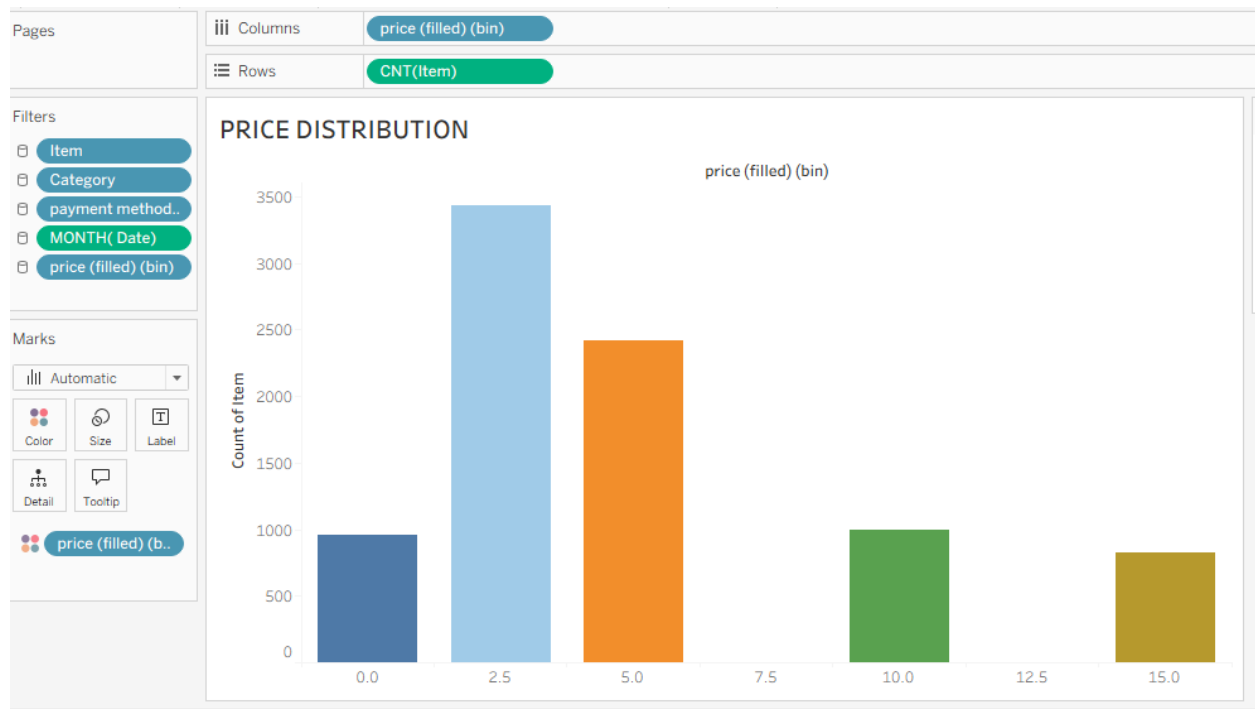 Pages
Columns
price (filled) (bin)
Rows
CNT(Item)
Filters
Item
Category
payment method..
MONTH( Date)
price (filled) (bin)
Marks
Automatic
Color
Size
T
Label
Detail
Tooltip
price (filled) (b..
PRICE DISTRIBUTION
price (filled) (bin)
Count of Item
3500
3000
2500
2000
1500
1000
500
0
0.0 2.5 5.0 7.5 10.0 12.5 15.0